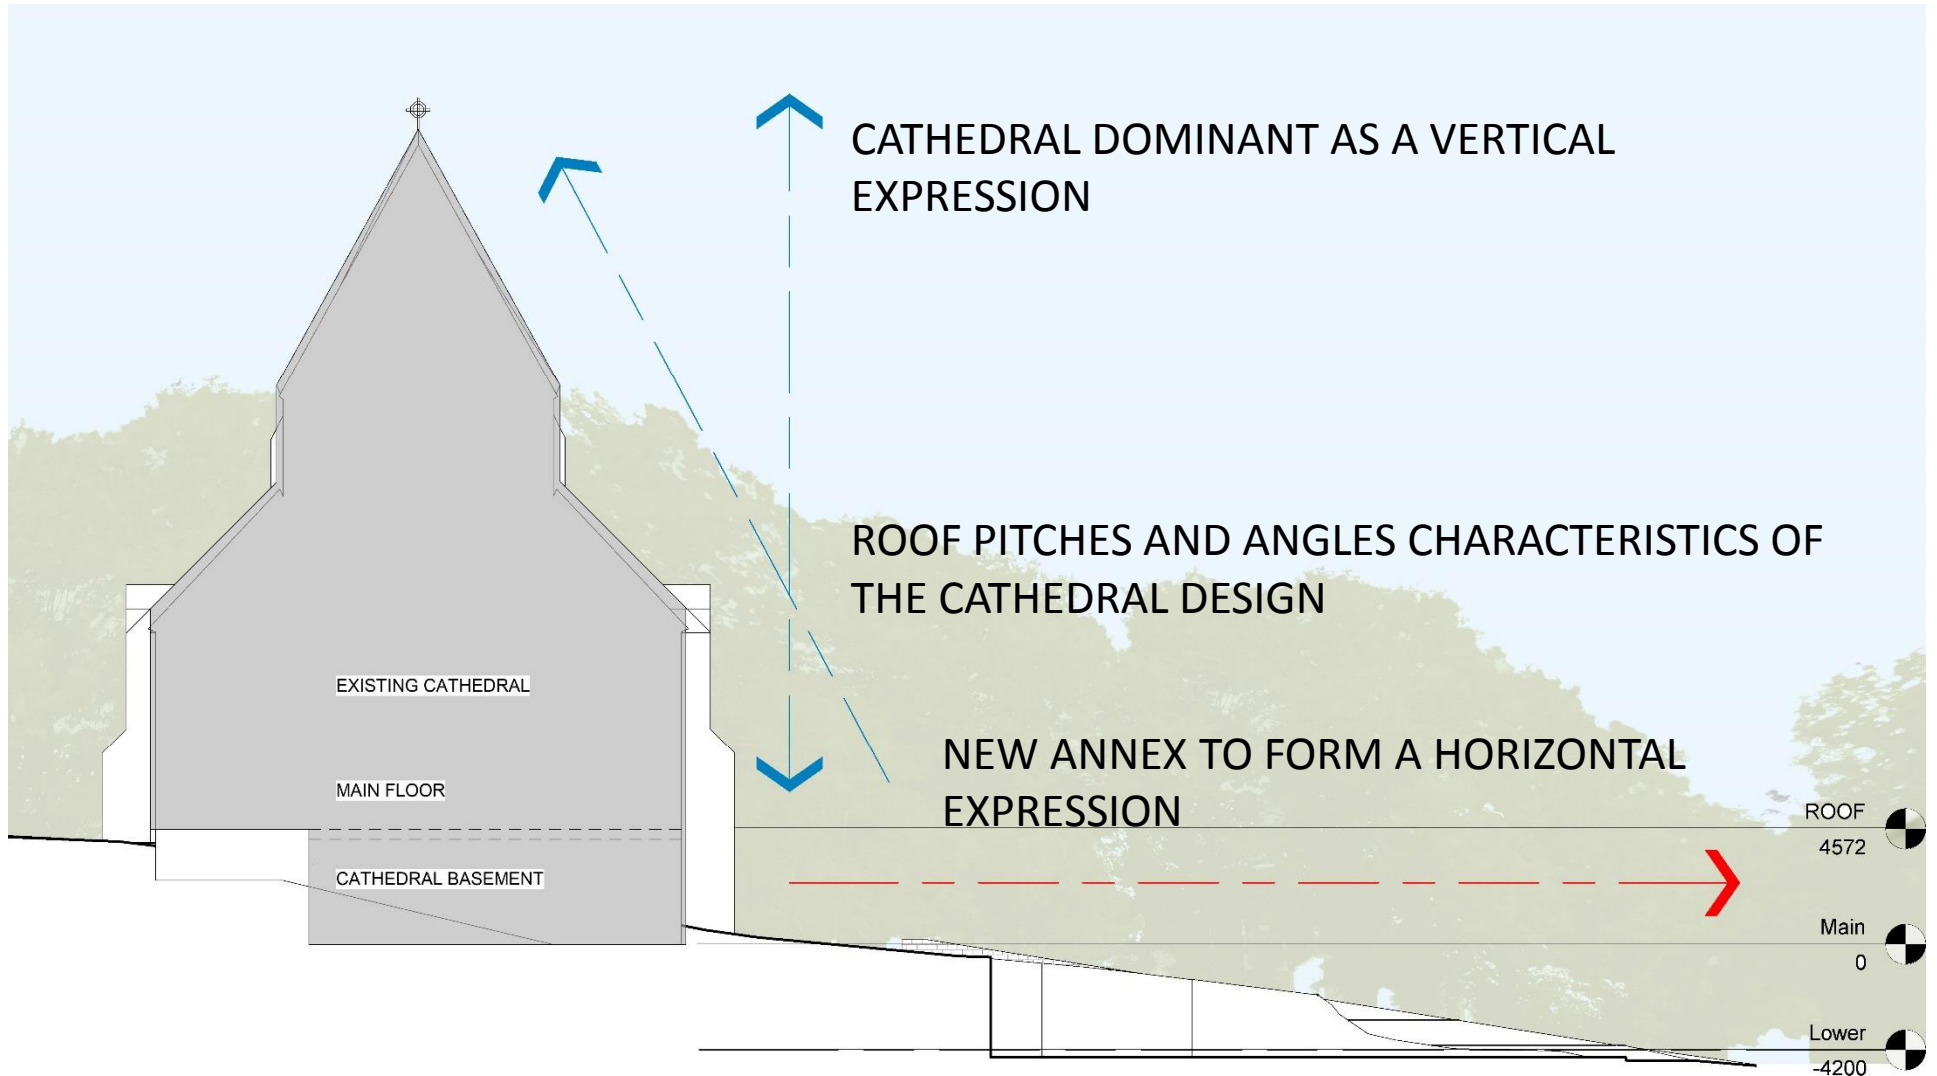 CATHEDRAL DOMINANT AS A VERTICAL
EXPRESSION
ROOF PITCHES AND ANGLES CHARACTERISTICS OF
THE CATHEDRAL DESIGN
EXISTING CATHEDRAL
NEW ANNEX TO FORM A HORIZONTAL
EXPRESSION
MAIN FLOOR
ROOF
4572
CATHEDRAL BASEMENT
Main
0
Lower
-4200